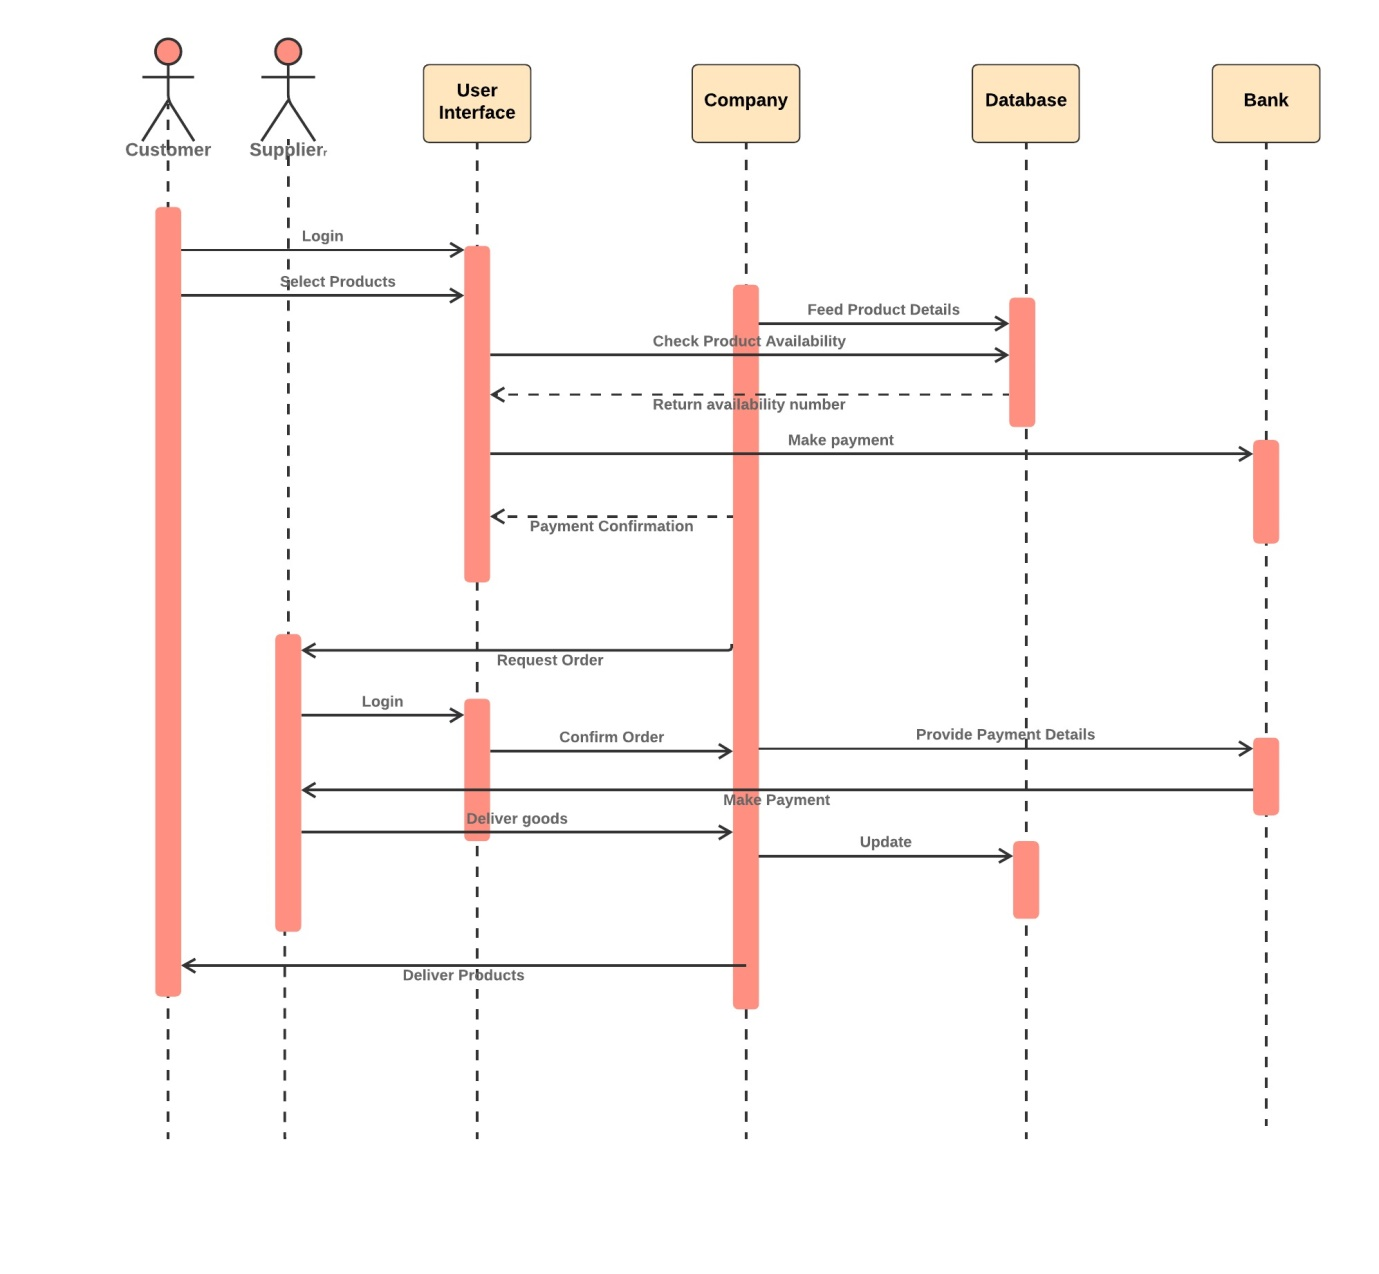 User
Interface
Company
Database
Bank
Customer
Supplierr
Login
Select Products
Feed Product Details
Check Product Availability
Return availability number
Make payment
Payment Confirmation
Request Order
Login
Confirm Order
Provide Payment Details
Make Payment
Deliver goods
Update
Deliver Products